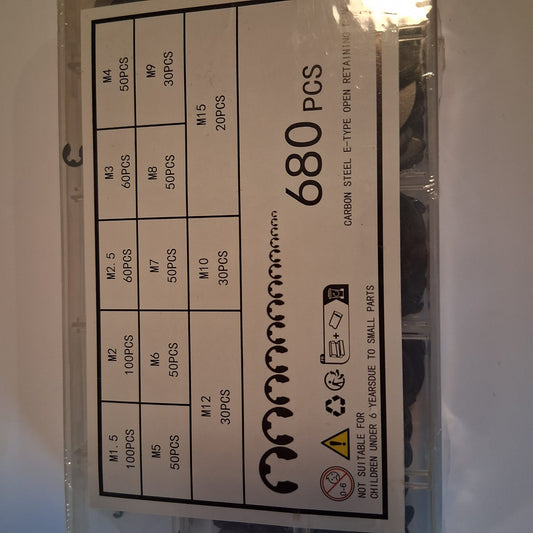 M1.5
100PCS
M2
100PCS
M2.5
60PCS
M3
60PCS
M4
50PCS
M5
50PCS
M6
50PCS
M7
50PCS
M8
50PCS
M9
30PCS
M12
30PCS
M10
30PCS
M15
20PCS
680 PCS
CARBON STEEL E-TYPE OPEN RETAINING
0-6
NOT SUITABLE FOR
CHILDREN UNDER 6 YEARSDUE TO SMALL PARTS